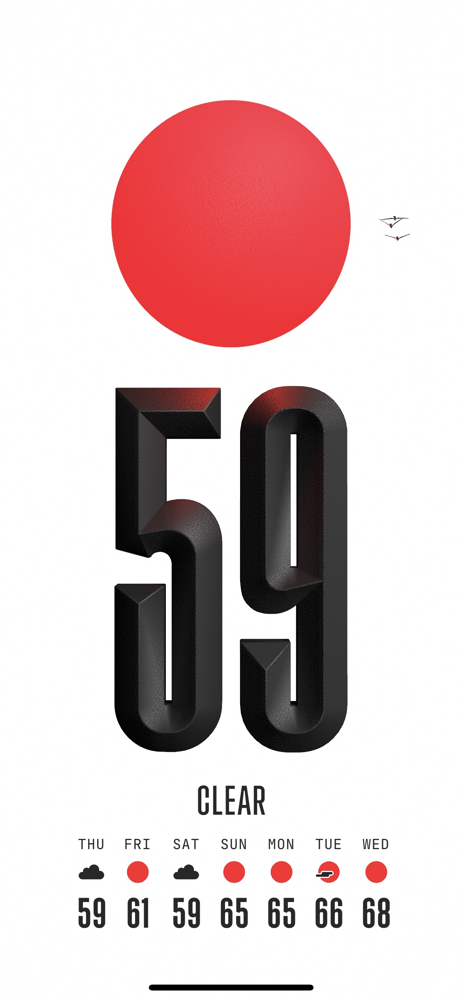 59
CLEAR
THU FRI SAT SUN MON TUE WED
59 61 59 65 65 66 68